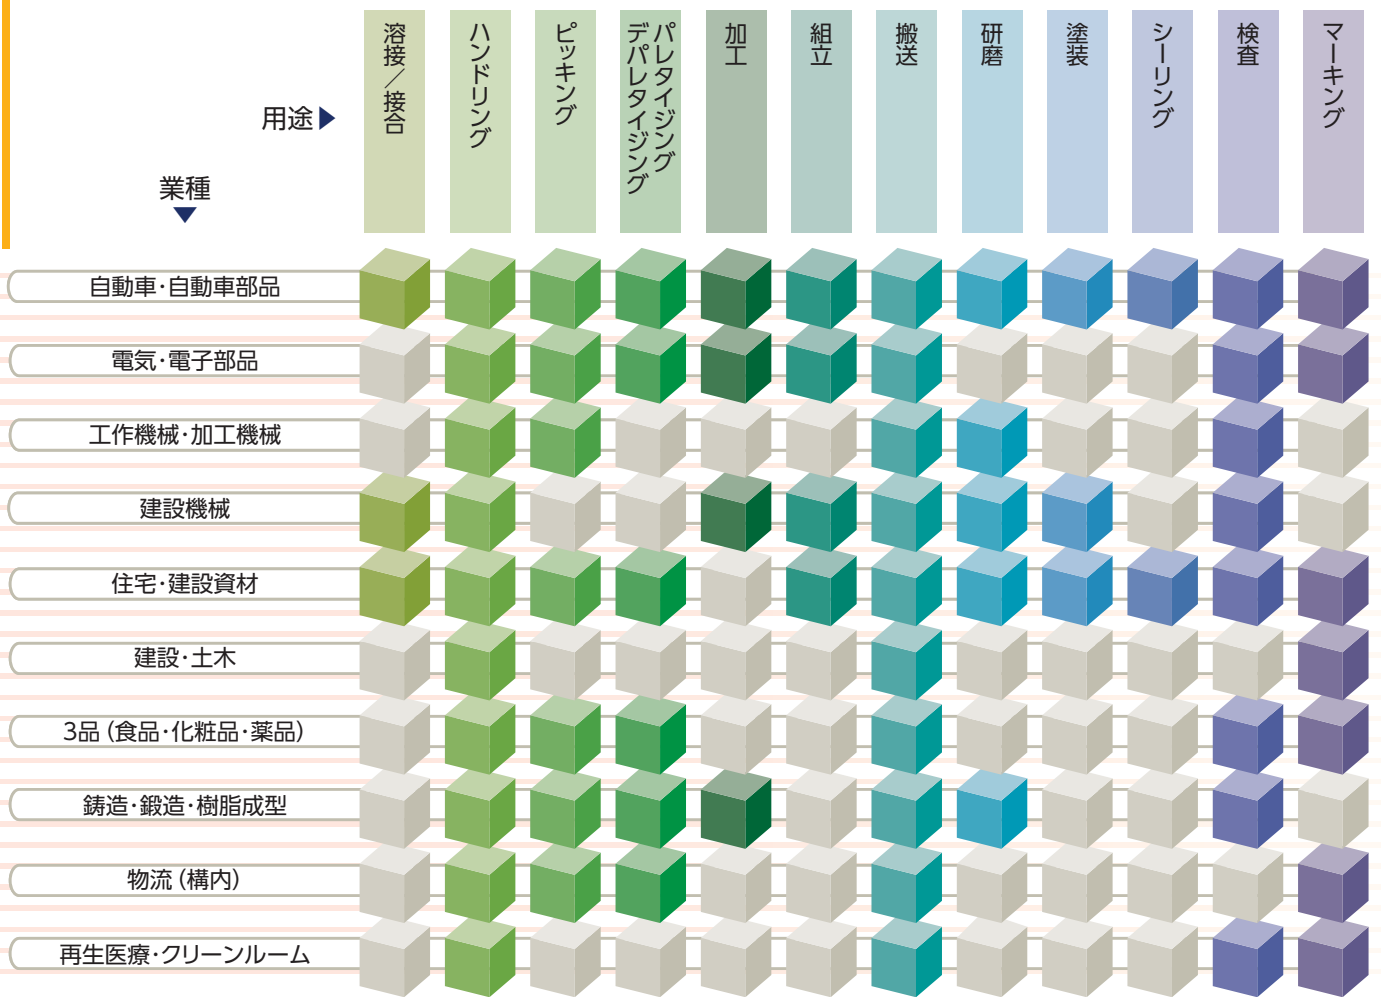 用途
業種
溶接／接合
ハンドリング
ピッキング
パレタイジング
デパレタイジング
加工
組立
搬送
研磨
塗装
シーリング
検査
マーキング
自動車・自動車部品
電気・電子部品
工作機械・加工機械
建設機械
住宅・建設資材
建設・土木
3品（食品・化粧品・薬品）
鋳造・鍛造・樹脂成型
物流（構内）
再生医療・クリーンルーム